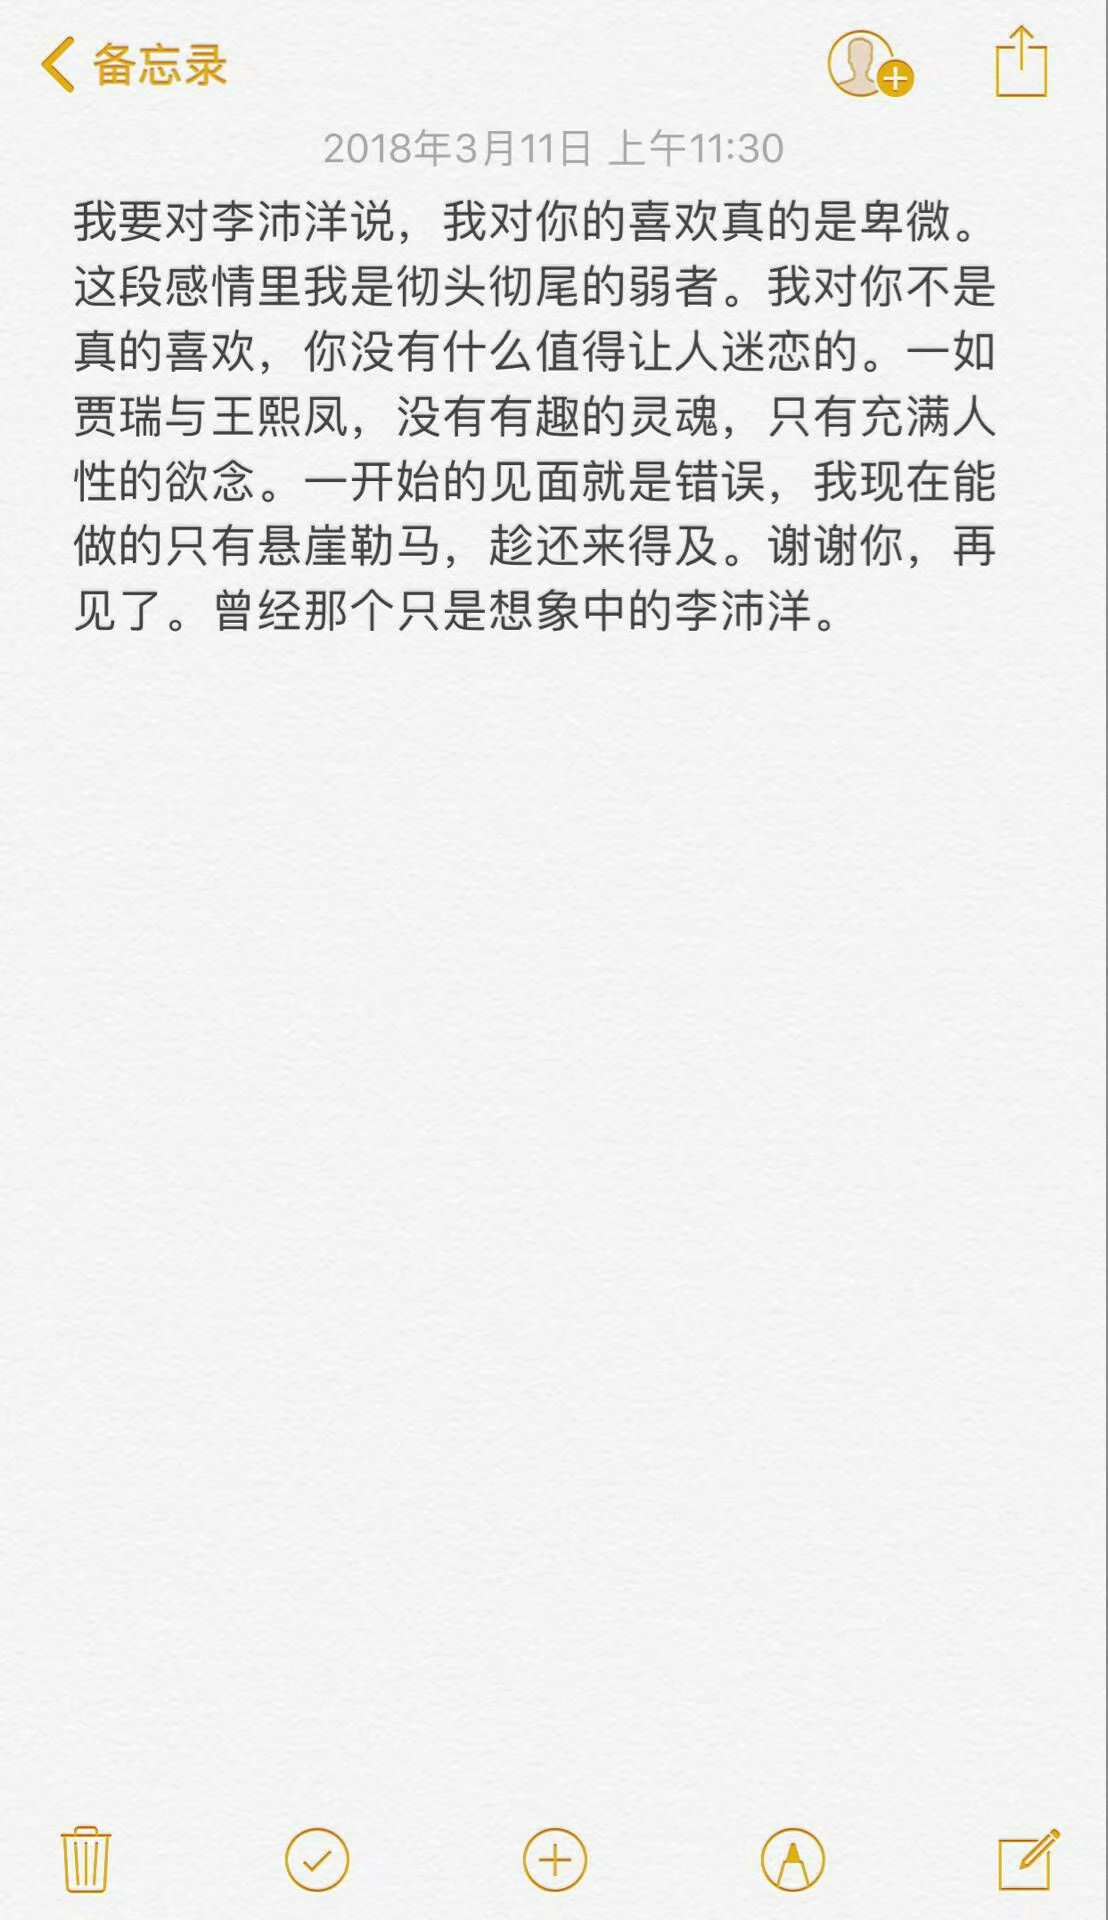 备忘录
2018年3月11日 上午11:30
我要对李沛洋说，我对你的喜欢真的是卑微。
这段感情里我是彻头彻尾的弱者。我对你不是
真的喜欢，你没有什么值得让人迷恋的。一如
贾瑞与王熙凤，没有有趣的灵魂，只有充满人
性的欲念。一开始的见面就是错误，我现在能
做的只有悬崖勒马，趁还来得及。谢谢你，再
见了。曾经那个只是想象中的李沛洋。